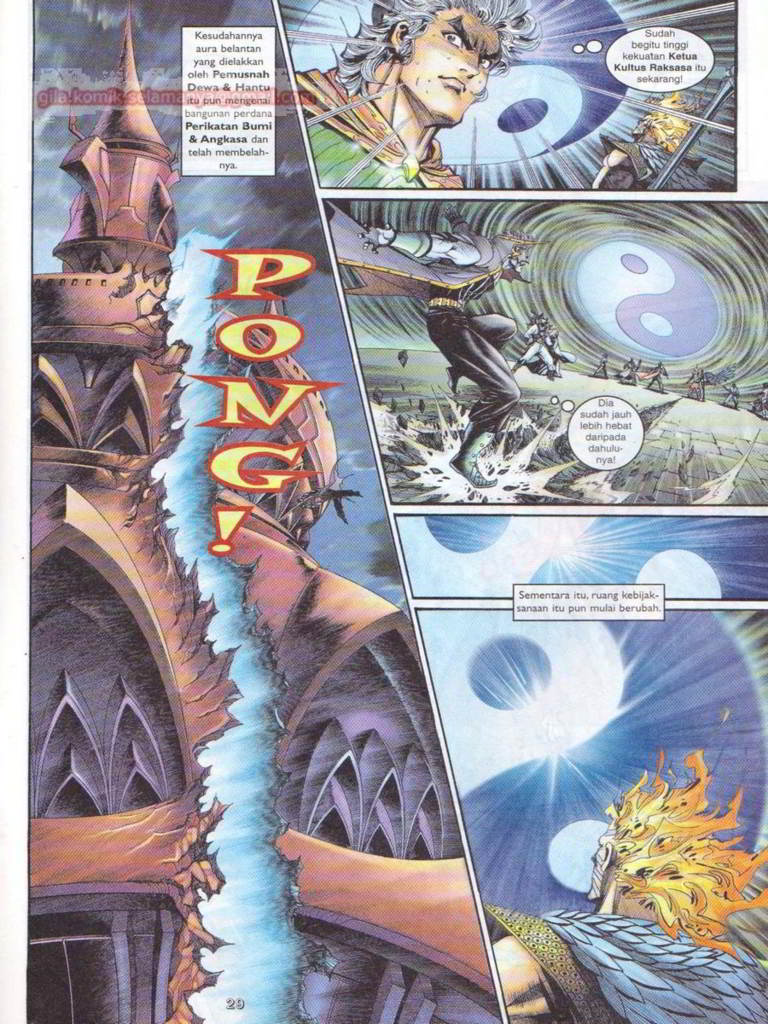 Kesudahannya
aura belantan
yang dielakkan
oleh Pemusnah
Dewa & Hantu
itu pun mengenai
bangunan perdana
Perikatan Bumi
& Angkasa dan
telah membelah-
nya.
Sudah
begitu tinggi
kekuatan Ketua
Kultus Raksasa itu
sekarang!
PONG!
Dia
sudah jauh
lebih hebat
daripada
dahulu-
nya!
Sementara itu, ruang kebijak-
sanaan itu pun mulai berubah.
29